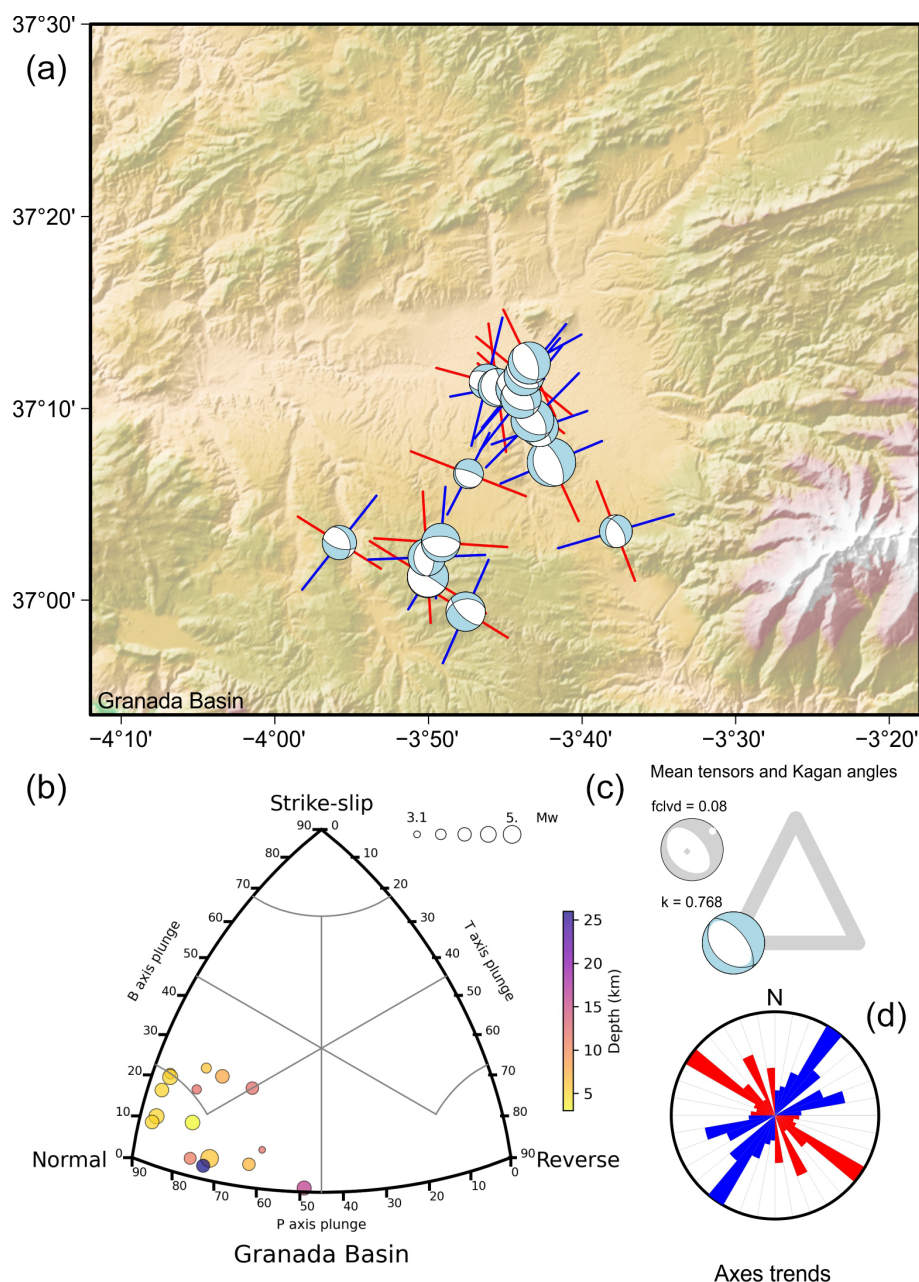 37°30'
(a)
37°20'
37°10'
37°00'
Granada Basin
−4°10' −4°00' −3°50' −3°40' −3°30' −3°20'
(b)
Strike-slip
3.1 5. Mw
90 0
80 10
70 20
60 30
50 40
40 50
30 60
20 70
10 80
0 90
B axis plunge
T axis plunge
Normal
Reverse
90 80 70 60 50 40 30 20 10 0
P axis plunge
Granada Basin
25
20
15
10
5
Depth (km)
Mean tensors and Kagan angles
(c)
fclvd = 0.08
k = 0.768
N
(d)
Axes trends